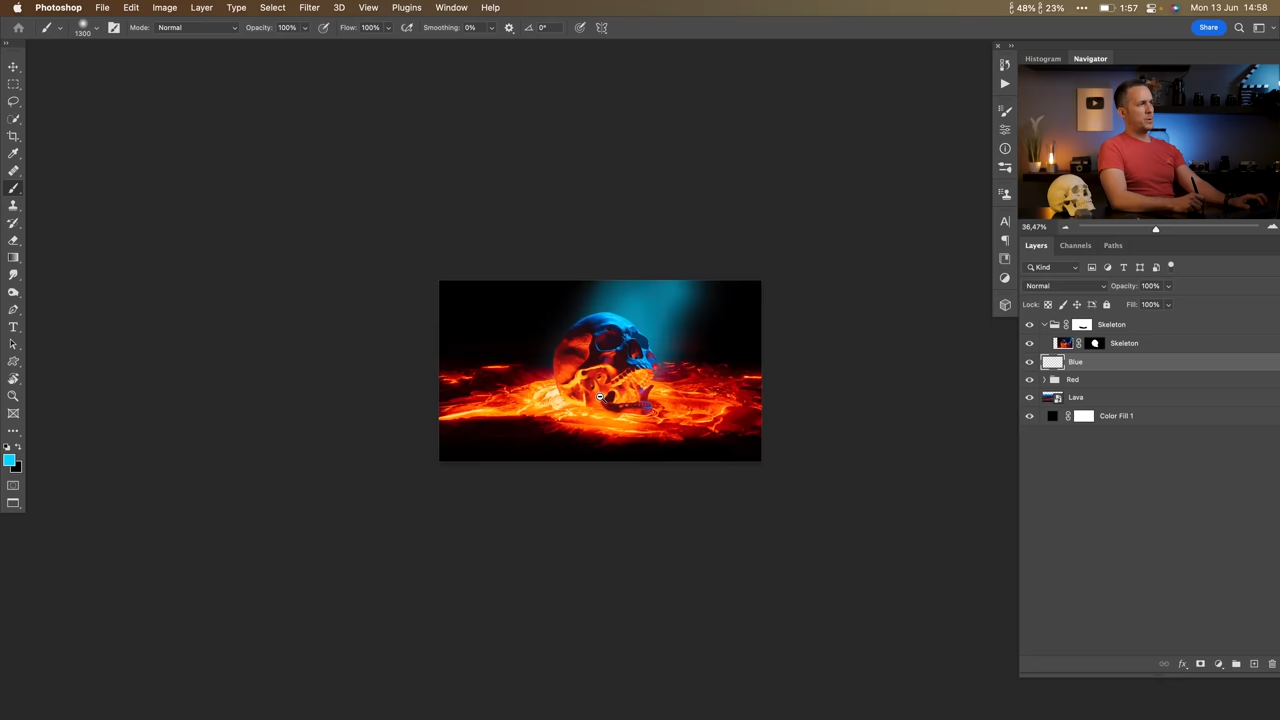 Photoshop File Edit Image Layer Type Select Filter 3D View Plugins Window Help 48% 23% 1:57 Mon 13 Jun 14:58
1300 Mode: Normal Opacity: 100% Flow: 100% Smoothing: 0% 0° Share
Histogram Navigator
36,47%
Layers Channels Paths
Kind
Normal Opacity: 100%
Lock: Fill: 100%
Skeleton
Skeleton
Blue
Red
Lava
Color Fill 1